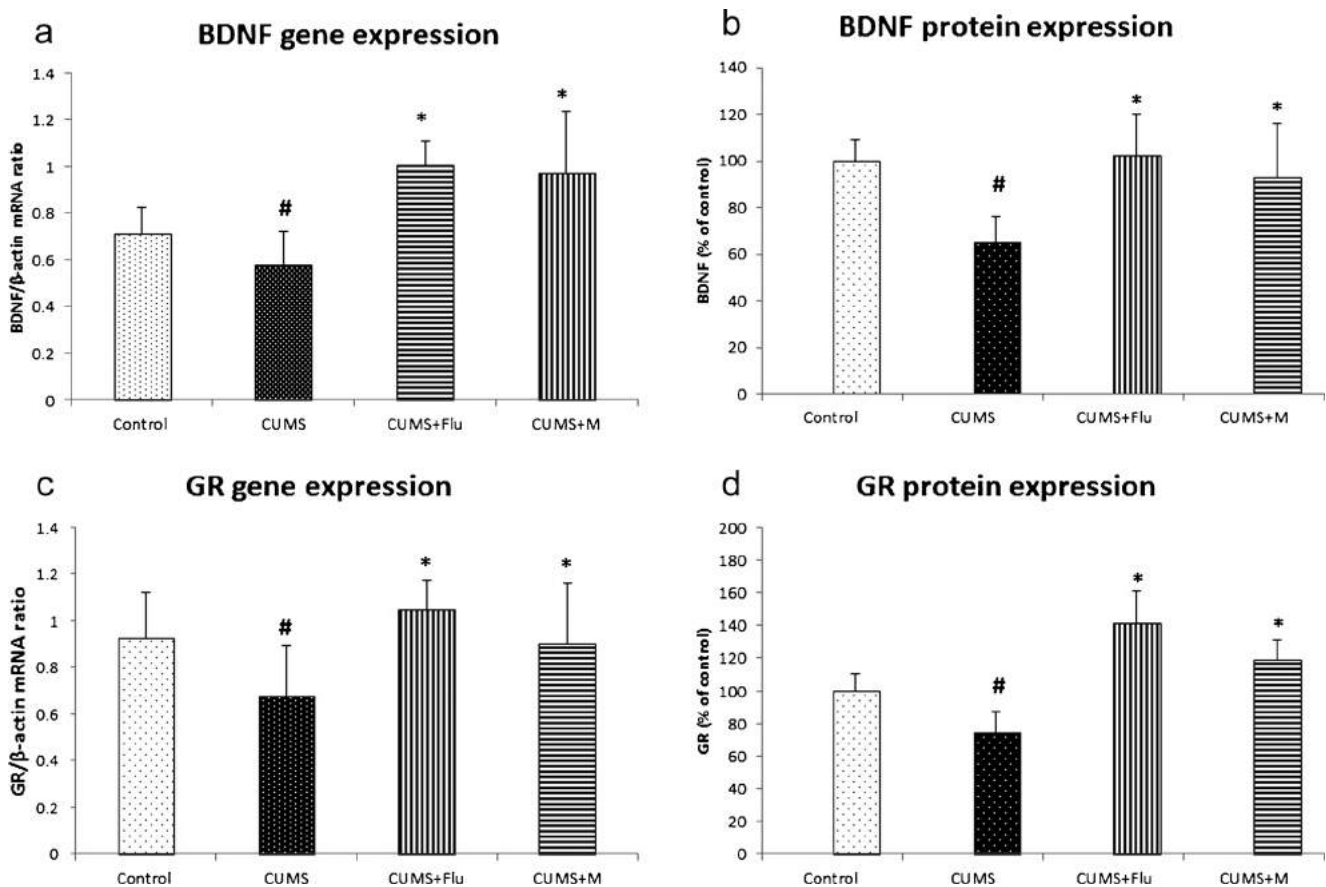 a
BDNF gene expression
BDNF/β-actin mRNA ratio
1.4
1.2
1
0.8
0.6
0.4
0.2
0
*
*
#
Control
CUMS
CUMS+Flu
CUMS+M
b
BDNF protein expression
BDNF (% of control)
140
120
100
80
60
40
20
0
*
*
#
Control
CUMS
CUMS+Flu
CUMS+M
c
GR gene expression
GR/β-actin mRNA ratio
1.4
1.2
1
0.8
0.6
0.4
0.2
0
*
*
#
Control
CUMS
CUMS+Flu
CUMS+M
d
GR protein expression
GR (% of control)
200
180
160
140
120
100
80
60
40
20
0
*
*
#
Control
CUMS
CUMS+Flu
CUMS+M